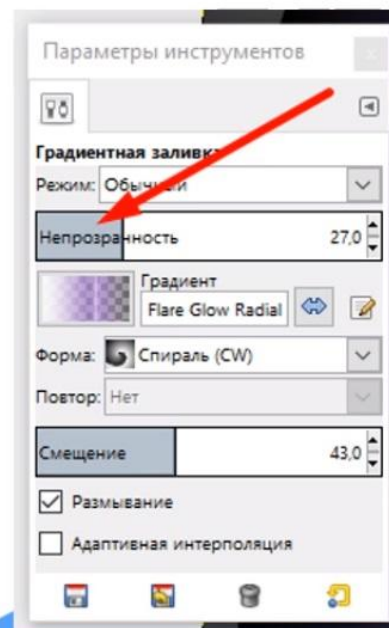 Параметры инструментов
Градиентная заливка
Режим: Обычный
Непрозранность 27,0
Градиент
Flare Glow Radial
Форма: Спираль (CW)
Повтор: Нет
Смещение 43,0
Размывание
Адаптивная интерполяция